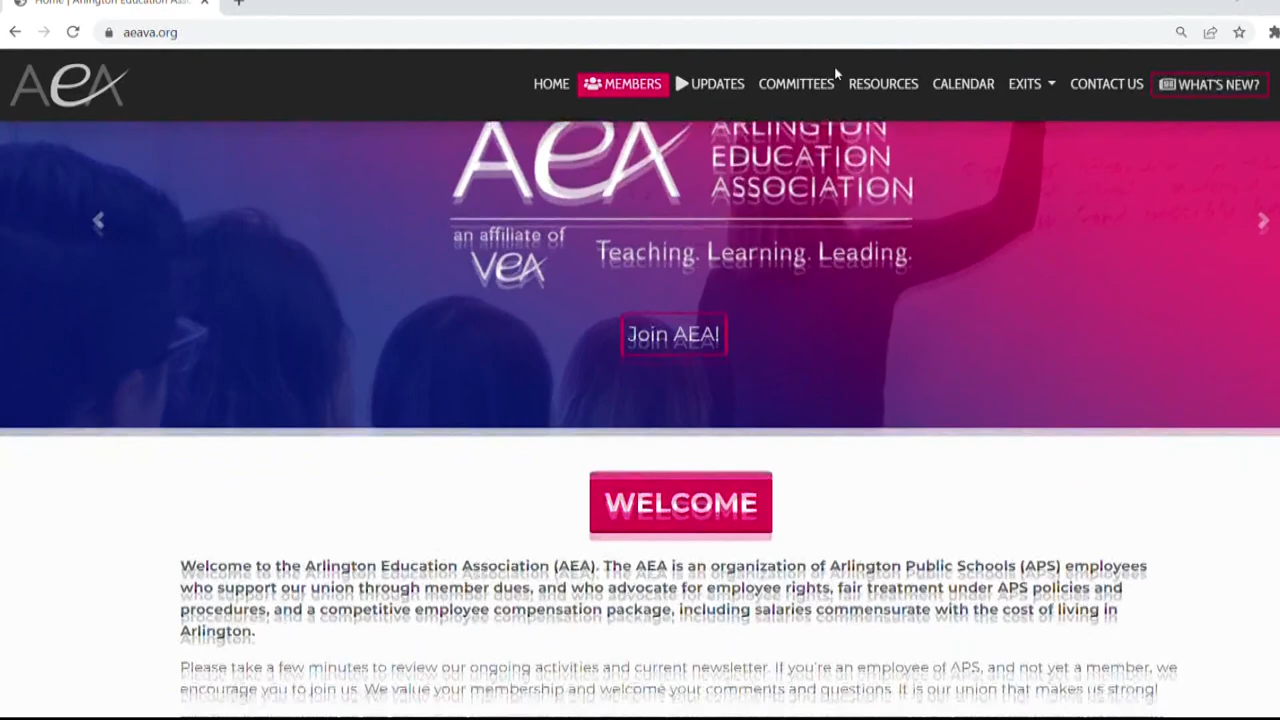 Home | Arlington Education Ass
aeava.org
AeA
HOME MEMBERS UPDATES COMMITTEES RESOURCES CALENDAR EXITS CONTACT US WHAT'S NEW?
AeA ARLINGTON
EDUCATION
ASSOCIATION
an affiliate of
VeA
Teaching. Learning. Leading.
Join AEA!
WELCOME
Welcome to the Arlington Education Association (AEA). The AEA is an organization of Arlington Public Schools (APS) employees
who support our union through member dues, and who advocate for employee rights, fair treatment under APS policies and
procedures, and a competitive employee compensation package, including salaries commensurate with the cost of living in
Arlington.
Please take a few minutes to review our ongoing activities and current newsletter. If you're an employee of APS, and not yet a member, we
encourage you to join us. We value your membership and welcome your comments and questions. It is our union that makes us strong!